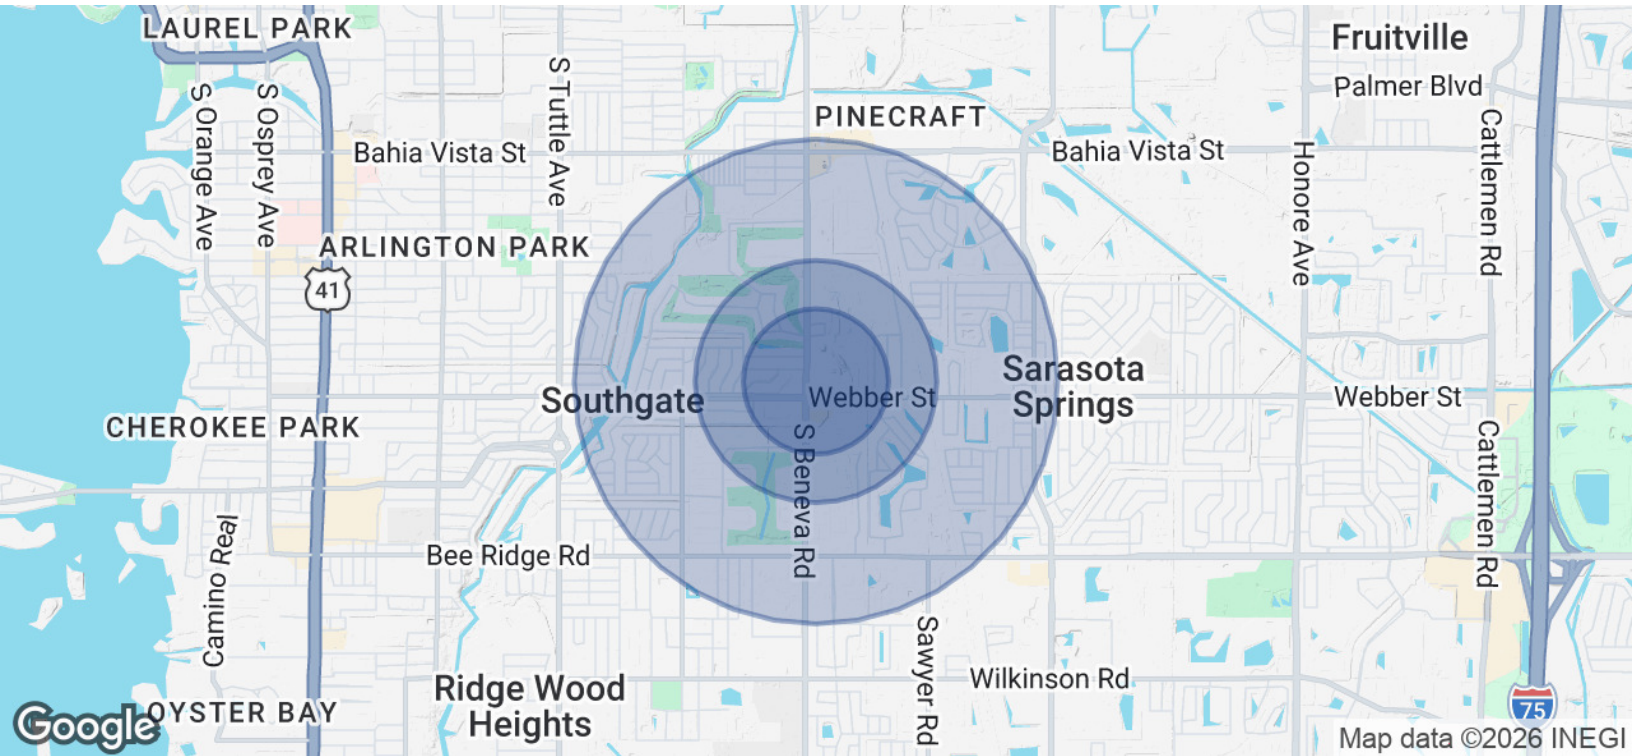 LAUREL PARK
Fruitville
Palmer Blvd
S Orange Ave
S Osprey Ave
S Tuttle Ave
PINECRAFT
Cattlemen Rd
Bahia Vista St
Bahia Vista St
Honore Ave
ARLINGTON PARK
41
Sarasota
Springs
Southgate
Webber St
Webber St
CHEROKEE PARK
S Beneva Rd
Cattlemen Rd
Camino Real
Bee Ridge Rd
Sawyer Rd
Wilkinson Rd
Ridge Wood
Heights
OYSTER BAY
75
Google
Map data ©2026 INEGI